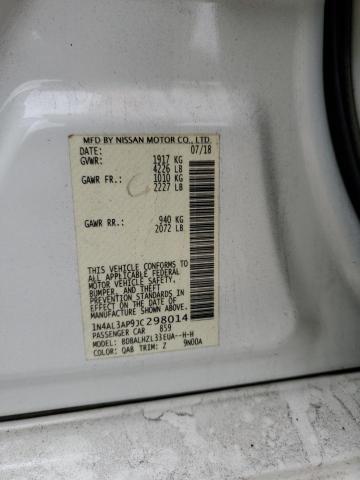 MFD BY NISSAN MOTOR CO., LTD.
07/18
GVWR: 1917 KG
4226 LB
GAWR FR.: 1010 KG
2227 LB
GAWR RR.: 940 KG
2072 LB
THIS VEHICLE CONFORMS TO
ALL APPLICABLE FEDERAL
MOTOR VEHICLE SAFETY,
BUMPER, AND THEFT
PREVENTION STANDARDS IN
EFFECT ON THE DATE OF
MANUFACTURE SHOWN ABOVE.
1N4AL3AP9JC298014
PASSENGER CAR 859
MODEL: BDBALHZL33EUA--H-H
COLOR: QAB TRIM: Z 9N00A